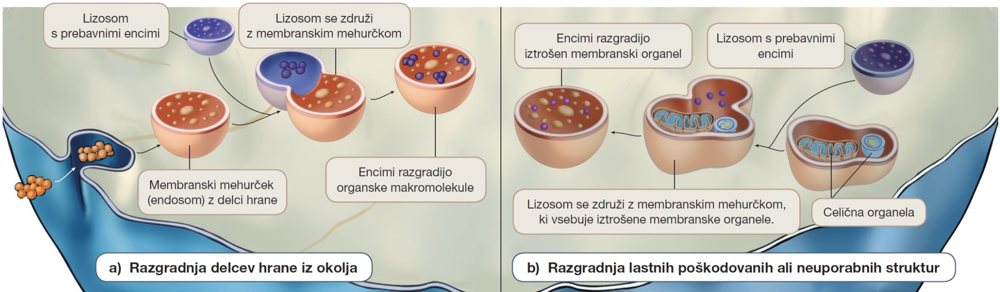 Lizosom
s prebavnimi encimi
Lizosom se združi
z membranskim mehurčkom
Membranski mehurček
(endosom) z delci hrane
Encimi razgradijo
organske makromolekule
a) Razgradnja delcev hrane iz okolja
Encimi razgradijo
iztrošen membranski organel
Lizosom s prebavnimi
encimi
Lizosom se združi z membranskim mehurčkom,
ki vsebuje iztrošene membranske organele.
Celična organela
b) Razgradnja lastnih poškodovanih ali neuporabnih struktur